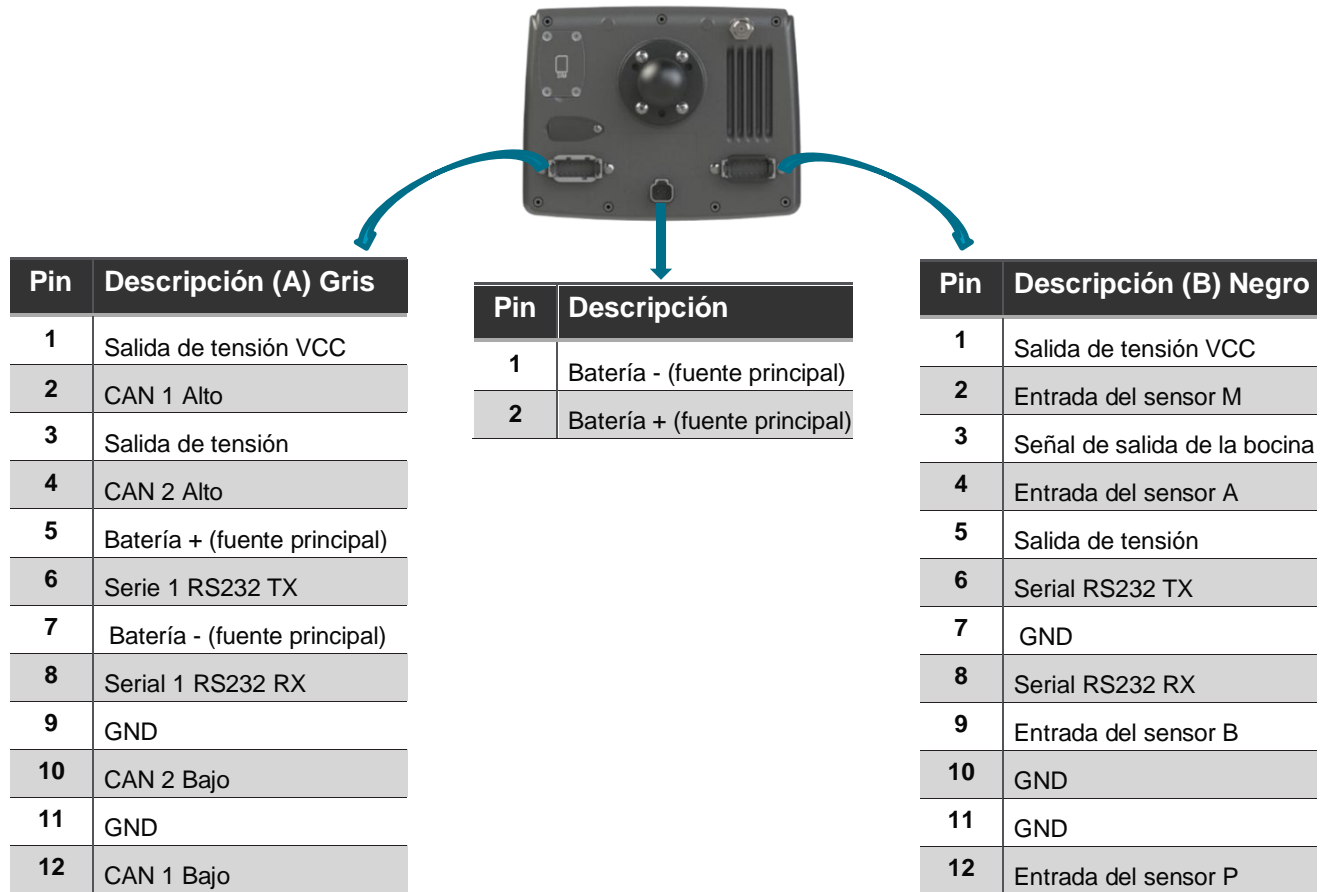 Pin Descripción (A) Gris
1 Salida de tensión VCC
2 CAN 1 Alto
3 Salida de tensión
4 CAN 2 Alto
5 Batería + (fuente principal)
6 Serie 1 RS232 TX
7 Batería - (fuente principal)
8 Serial 1 RS232 RX
9 GND
10 CAN 2 Bajo
11 GND
12 CAN 1 Bajo
Pin Descripción
1 Batería - (fuente principal)
2 Batería + (fuente principal)
Pin Descripción (B) Negro
1 Salida de tensión VCC
2 Entrada del sensor M
3 Señal de salida de la bocina
4 Entrada del sensor A
5 Salida de tensión
6 Serial RS232 TX
7 GND
8 Serial RS232 RX
9 Entrada del sensor B
10 GND
11 GND
12 Entrada del sensor P